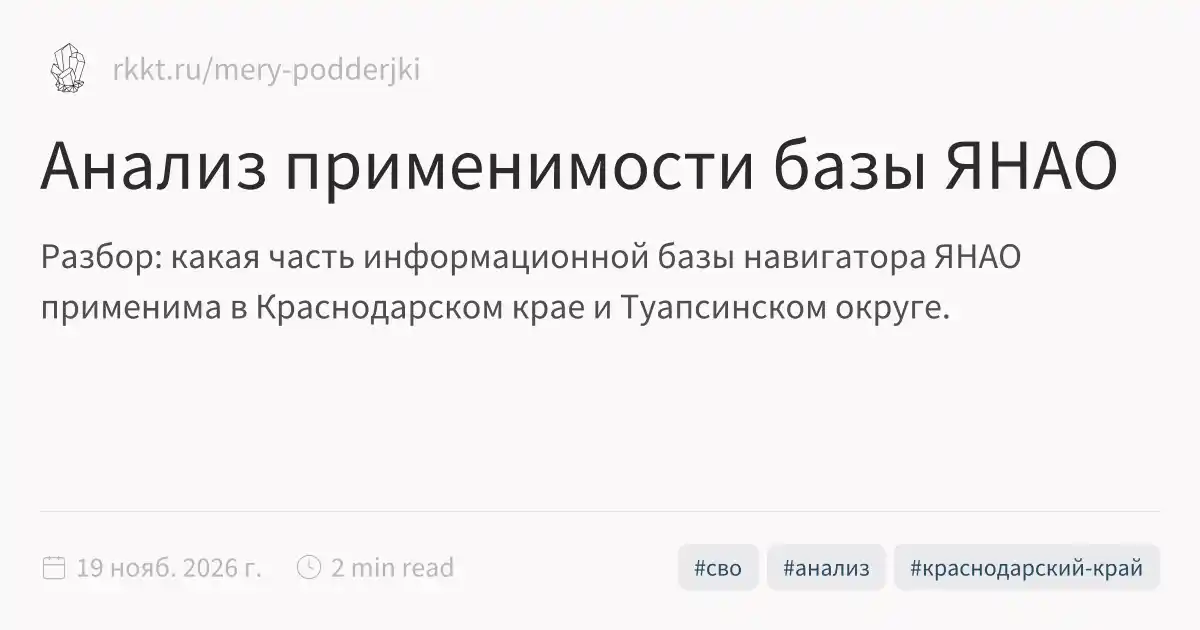 rkkt.ru/mery-podderjki
Анализ применимости базы ЯНАО
Разбор: какая часть информационной базы навигатора ЯНАО
применима в Краснодарском крае и Туапсинском округе.
19 нояб. 2026 г. 2 min read #сво #анализ #краснодарский-край